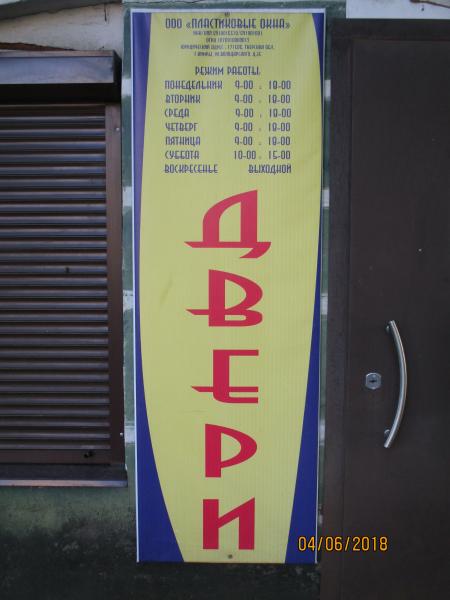 ООО «ПЛАСТИКОВЫЕ ОКНА»
РЕЖИМ РАБОТЫ:
ПОНЕДЕЛЬНИК 9-00 - 18-00
ВТОРНИК 9-00 - 18-00
СРЕДА 9-00 - 18-00
ЧЕТВЕРГ 9-00 - 18-00
ПЯТНИЦА 9-00 - 18-00
СУББОТА 10-00 - 15-00
ВОСКРЕСЕНЬЕ ВЫХОДНОЙ
ДВЕРИ
04/06/2018